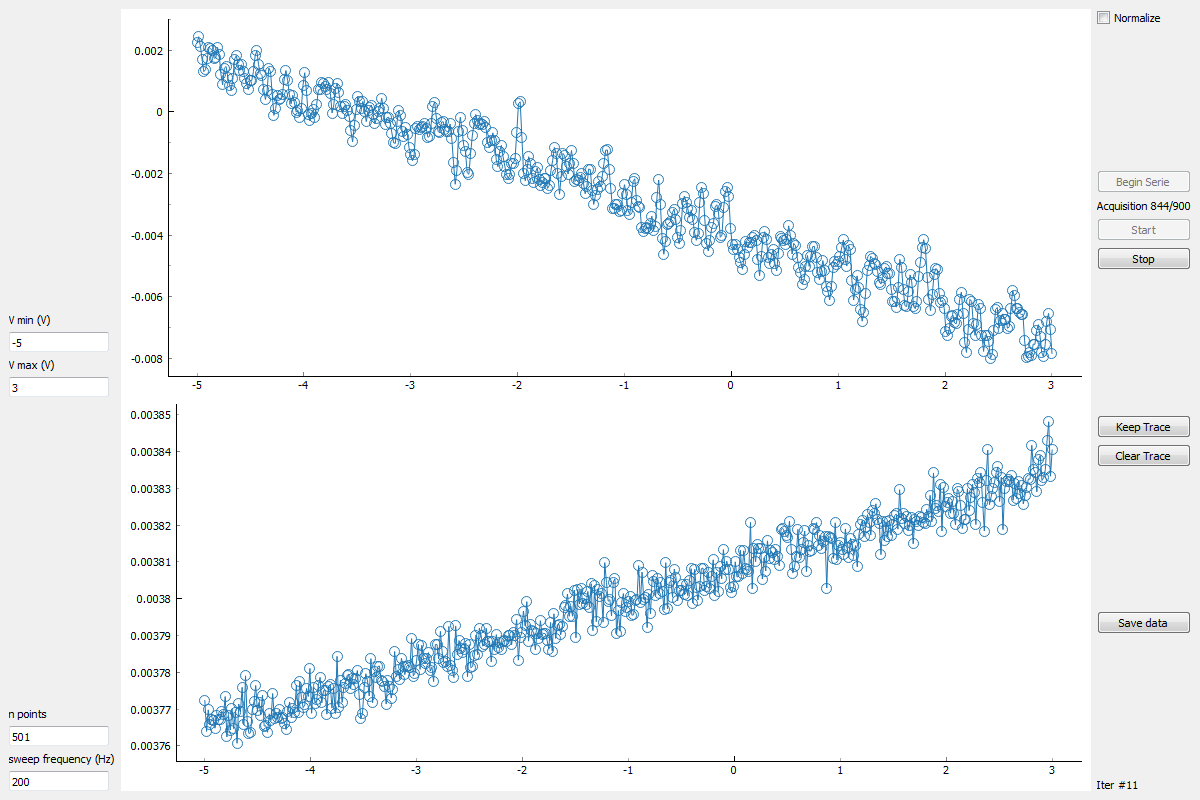 Normalize
0.002
0
-0.002
-0.004
-0.006
-0.008
-5
-4
-3
-2
-1
0
1
2
3
Begin Serie
Acquisition 844/900
Start
Stop
V min (V)
-5
V max (V)
3
0.00385
0.00384
0.00383
0.00382
0.00381
0.0038
0.00379
0.00378
0.00377
0.00376
-5
-4
-3
-2
-1
0
1
2
3
Keep Trace
Clear Trace
Save data
n points
501
sweep frequency (Hz)
200
Iter #11